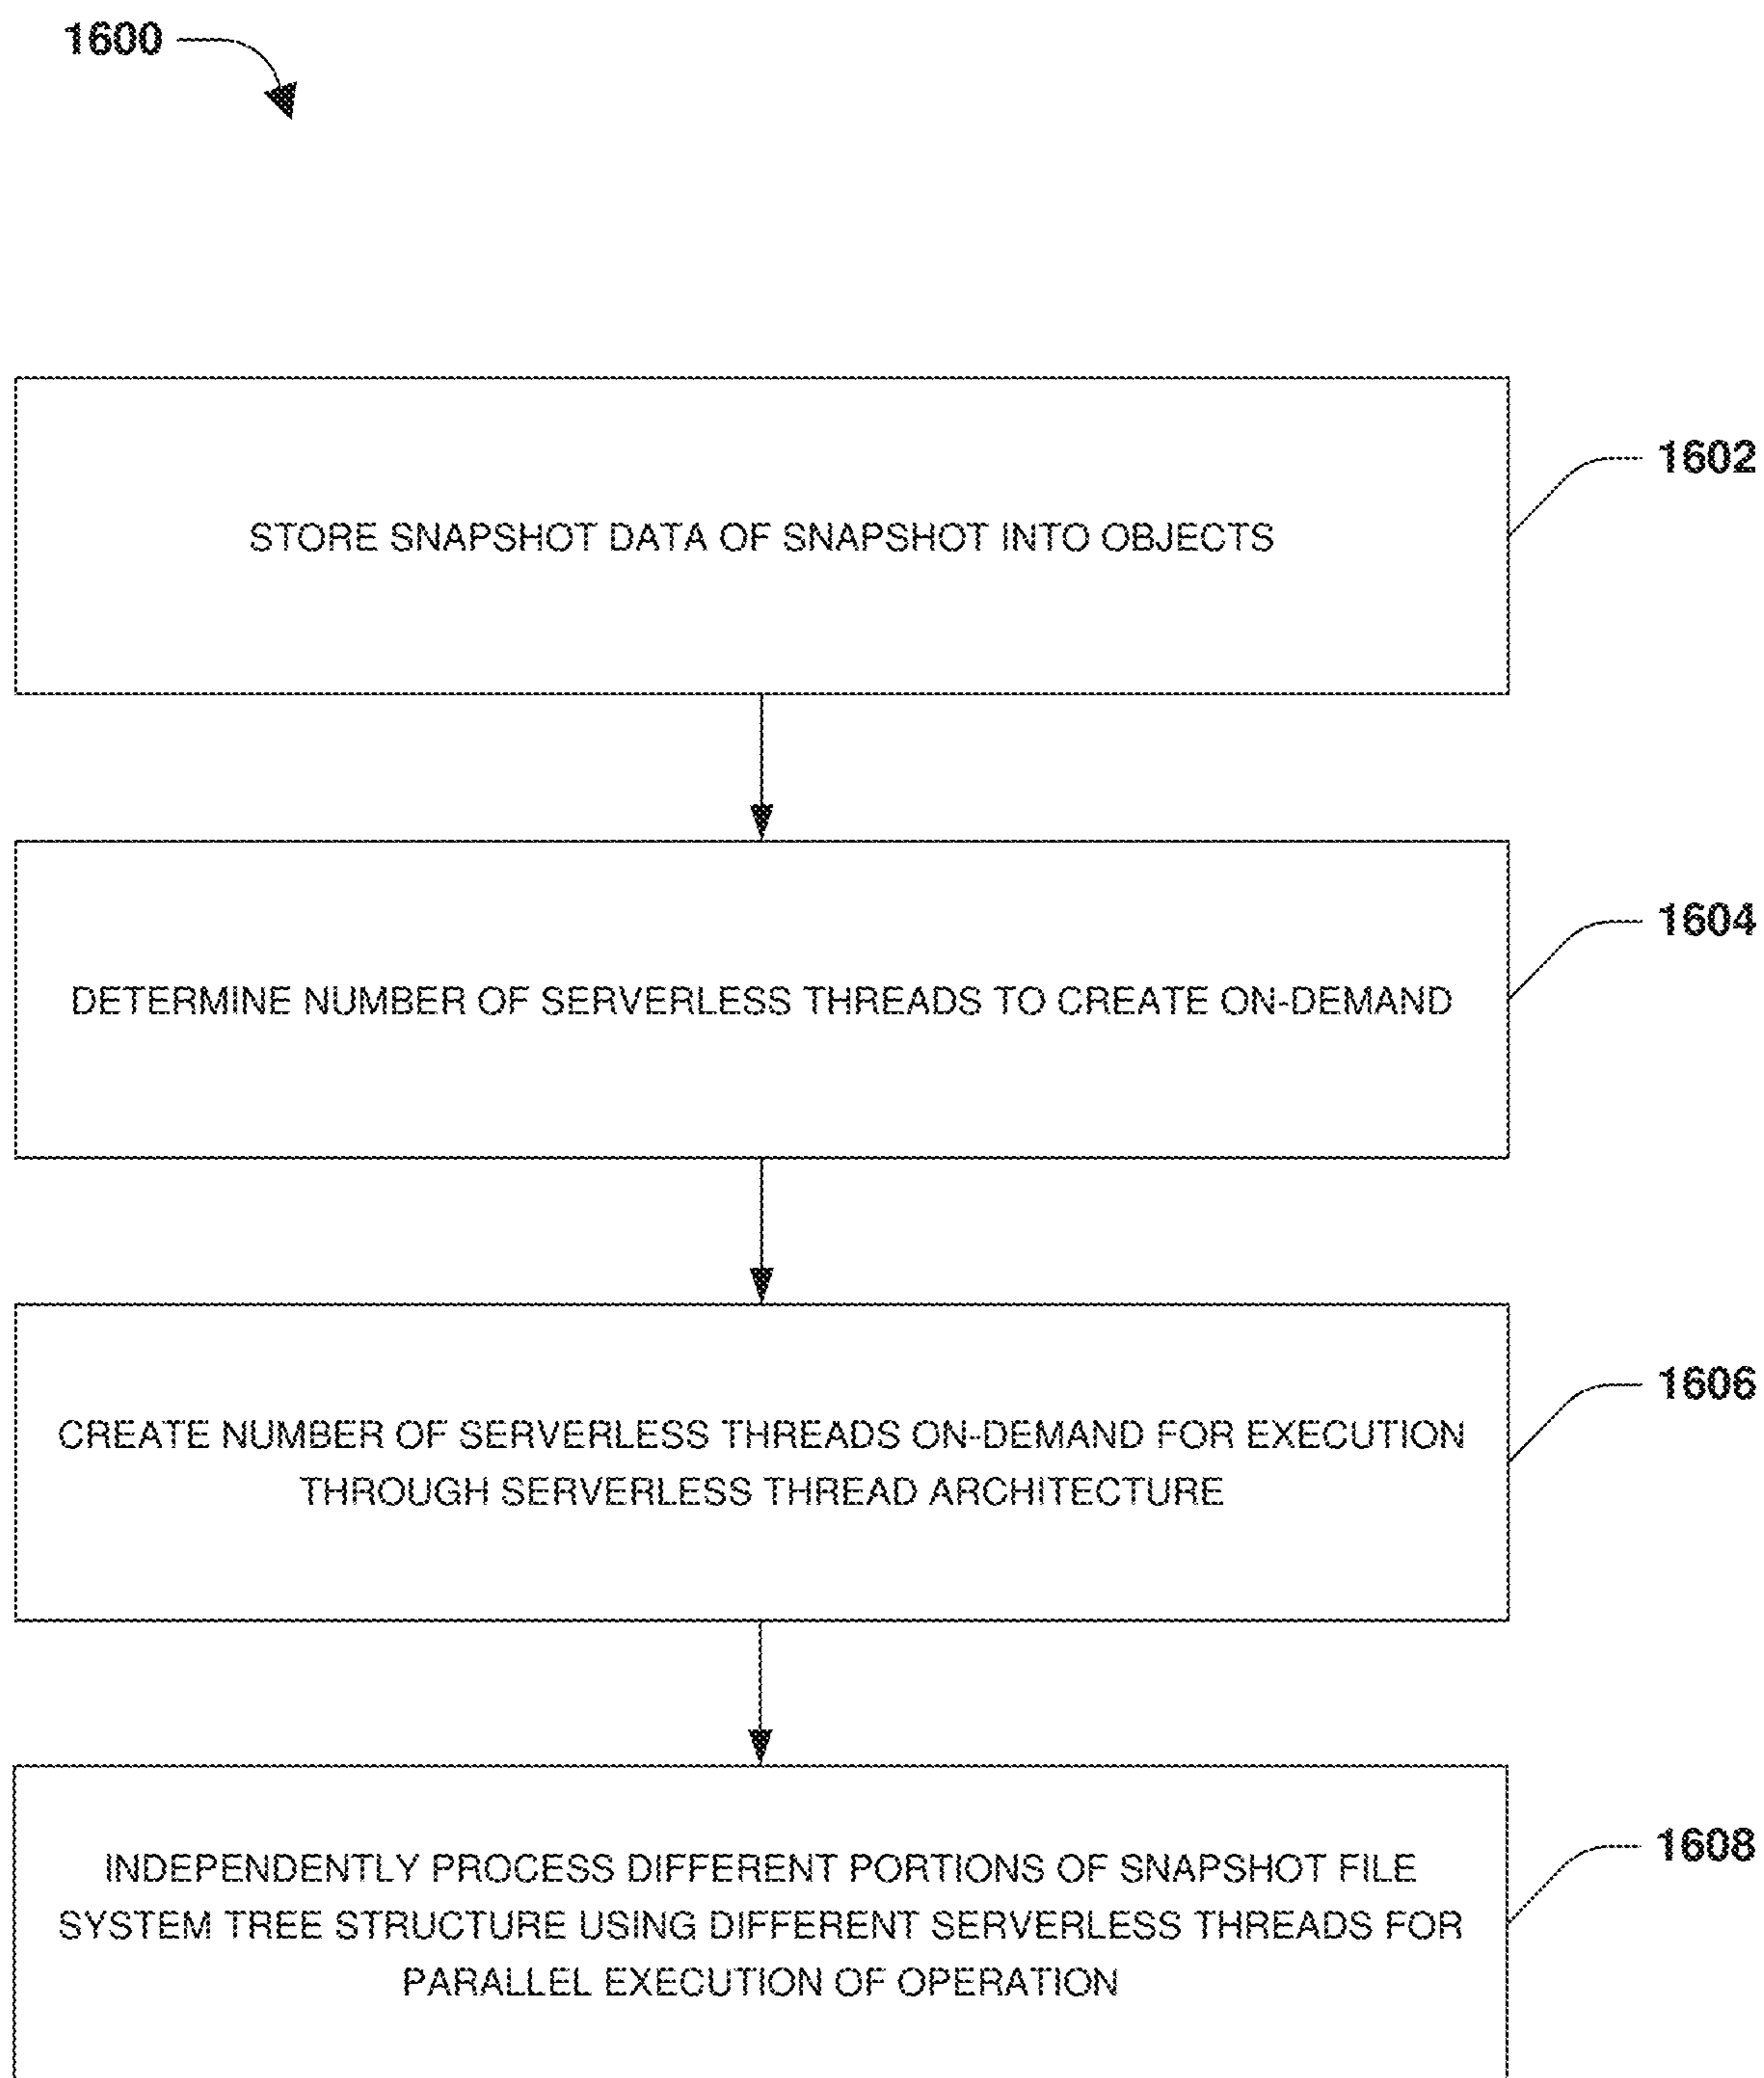 1600
STORE SNAPSHOT DATA OF SNAPSHOT INTO OBJECTS
1602
DETERMINE NUMBER OF SERVERLESS THREADS TO CREATE ON-DEMAND
1604
CREATE NUMBER OF SERVERLESS THREADS ON-DEMAND FOR EXECUTION
THROUGH SERVERLESS THREAD ARCHITECTURE
1606
INDEPENDENTLY PROCESS DIFFERENT PORTIONS OF SNAPSHOT FILE
SYSTEM TREE STRUCTURE USING DIFFERENT SERVERLESS THREADS FOR
PARALLEL EXECUTION OF OPERATION
1608